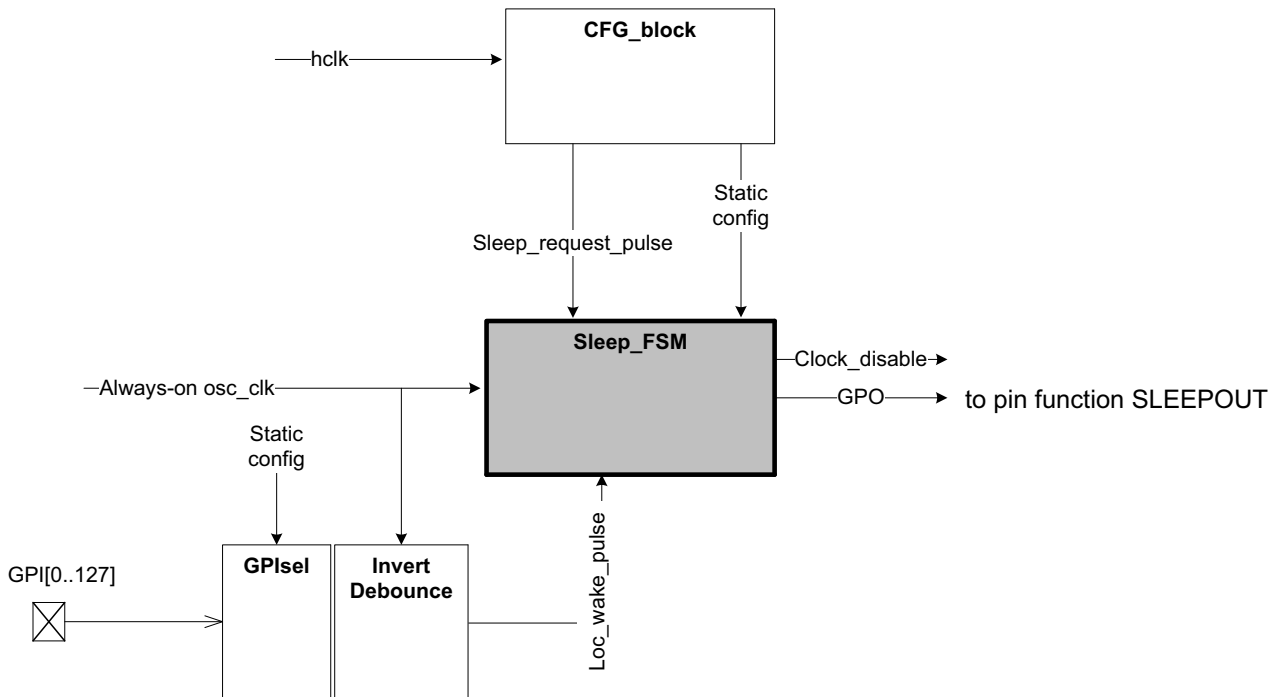 CFG_block
hclk
Static
config
Sleep_request_pulse
Sleep_FSM
Clock_disable
Always-on osc_clk
GPO
to pin function SLEEPOUT
Static
config
Loc_wake_pulse
GPIsel
Invert
Debounce
GPI[0..127]